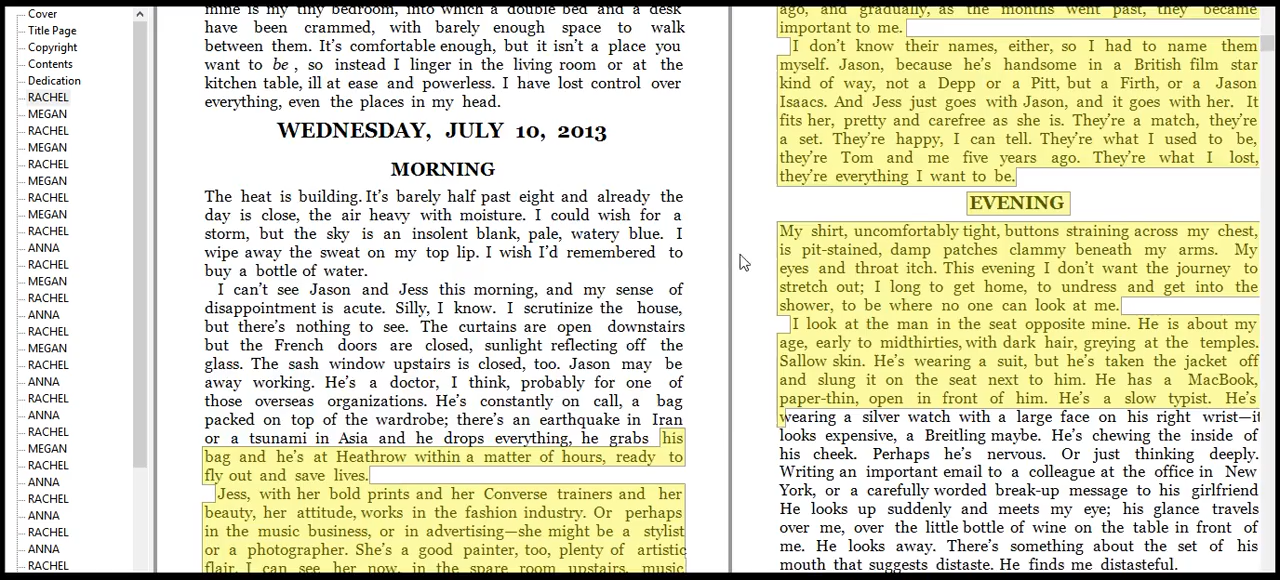 Cover
Title Page
Copyright
Contents
Dedication
RACHEL
MEGAN
RACHEL
MEGAN
RACHEL
MEGAN
RACHEL
MEGAN
RACHEL
ANNA
RACHEL
MEGAN
RACHEL
ANNA
RACHEL
MEGAN
RACHEL
ANNA
RACHEL
ANNA
RACHEL
MEGAN
RACHEL
ANNA
RACHEL
ANNA
RACHEL
ANNA
RACHEL
mine is my tiny bedroom, into which a double bed and a desk
have been crammed, with barely enough space to walk
between them. It's comfortable enough, but it isn't a place you
want to be , so instead I linger in the living room or at the
kitchen table, ill at ease and powerless. I have lost control over
everything, even the places in my head.
WEDNESDAY, JULY 10, 2013
MORNING
The heat is building. It's barely half past eight and already the
day is close, the air heavy with moisture. I could wish for a
storm, but the sky is an insolent blank, pale, watery blue. I
wipe away the sweat on my top lip. I wish I'd remembered to
buy a bottle of water.
I can't see Jason and Jess this morning, and my sense of
disappointment is acute. Silly, I know. I scrutinize the house,
but there's nothing to see. The curtains are open downstairs
but the French doors are closed, sunlight reflecting off the
glass. The sash window upstairs is closed, too. Jason may be
away working. He's a doctor, I think, probably for one of
those overseas organizations. He's constantly on call, a bag
packed on top of the wardrobe; there's an earthquake in Iran
or a tsunami in Asia and he drops everything, he grabs his
bag and he's at Heathrow within a matter of hours, ready to
fly out and save lives.
Jess, with her bold prints and her Converse trainers and her
beauty, her attitude, works in the fashion industry. Or perhaps
in the music business, or in advertising—she might be a stylist
or a photographer. She's a good painter, too, plenty of artistic
flair. I can see her now, in the spare room upstairs, music
ago, and gradually, as the months went past, they became
important to me.
I don't know their names, either, so I had to name them
myself. Jason, because he's handsome in a British film star
kind of way, not a Depp or a Pitt, but a Firth, or a Jason
Isaacs. And Jess just goes with Jason, and it goes with her. It
fits her, pretty and carefree as she is. They're a match, they're
a set. They're happy, I can tell. They're what I used to be,
they're Tom and me five years ago. They're what I lost,
they're everything I want to be.
EVENING
My shirt, uncomfortably tight, buttons straining across my chest,
is pit-stained, damp patches clammy beneath my arms. My
eyes and throat itch. This evening I don't want the journey to
stretch out; I long to get home, to undress and get into the
shower, to be where no one can look at me.
I look at the man in the seat opposite mine. He is about my
age, early to midthirties, with dark hair, greying at the temples.
Sallow skin. He's wearing a suit, but he's taken the jacket off
and slung it on the seat next to him. He has a MacBook,
paper-thin, open in front of him. He's a slow typist. He's
wearing a silver watch with a large face on his right wrist—it
looks expensive, a Breitling maybe. He's chewing the inside of
his cheek. Perhaps he's nervous. Or just thinking deeply.
Writing an important email to a colleague at the office in New
York, or a carefully worded break-up message to his girlfriend
He looks up suddenly and meets my eye; his glance travels
over me, over the little bottle of wine on the table in front of
me. He looks away. There's something about the set of his
mouth that suggests distaste. He finds me distasteful.